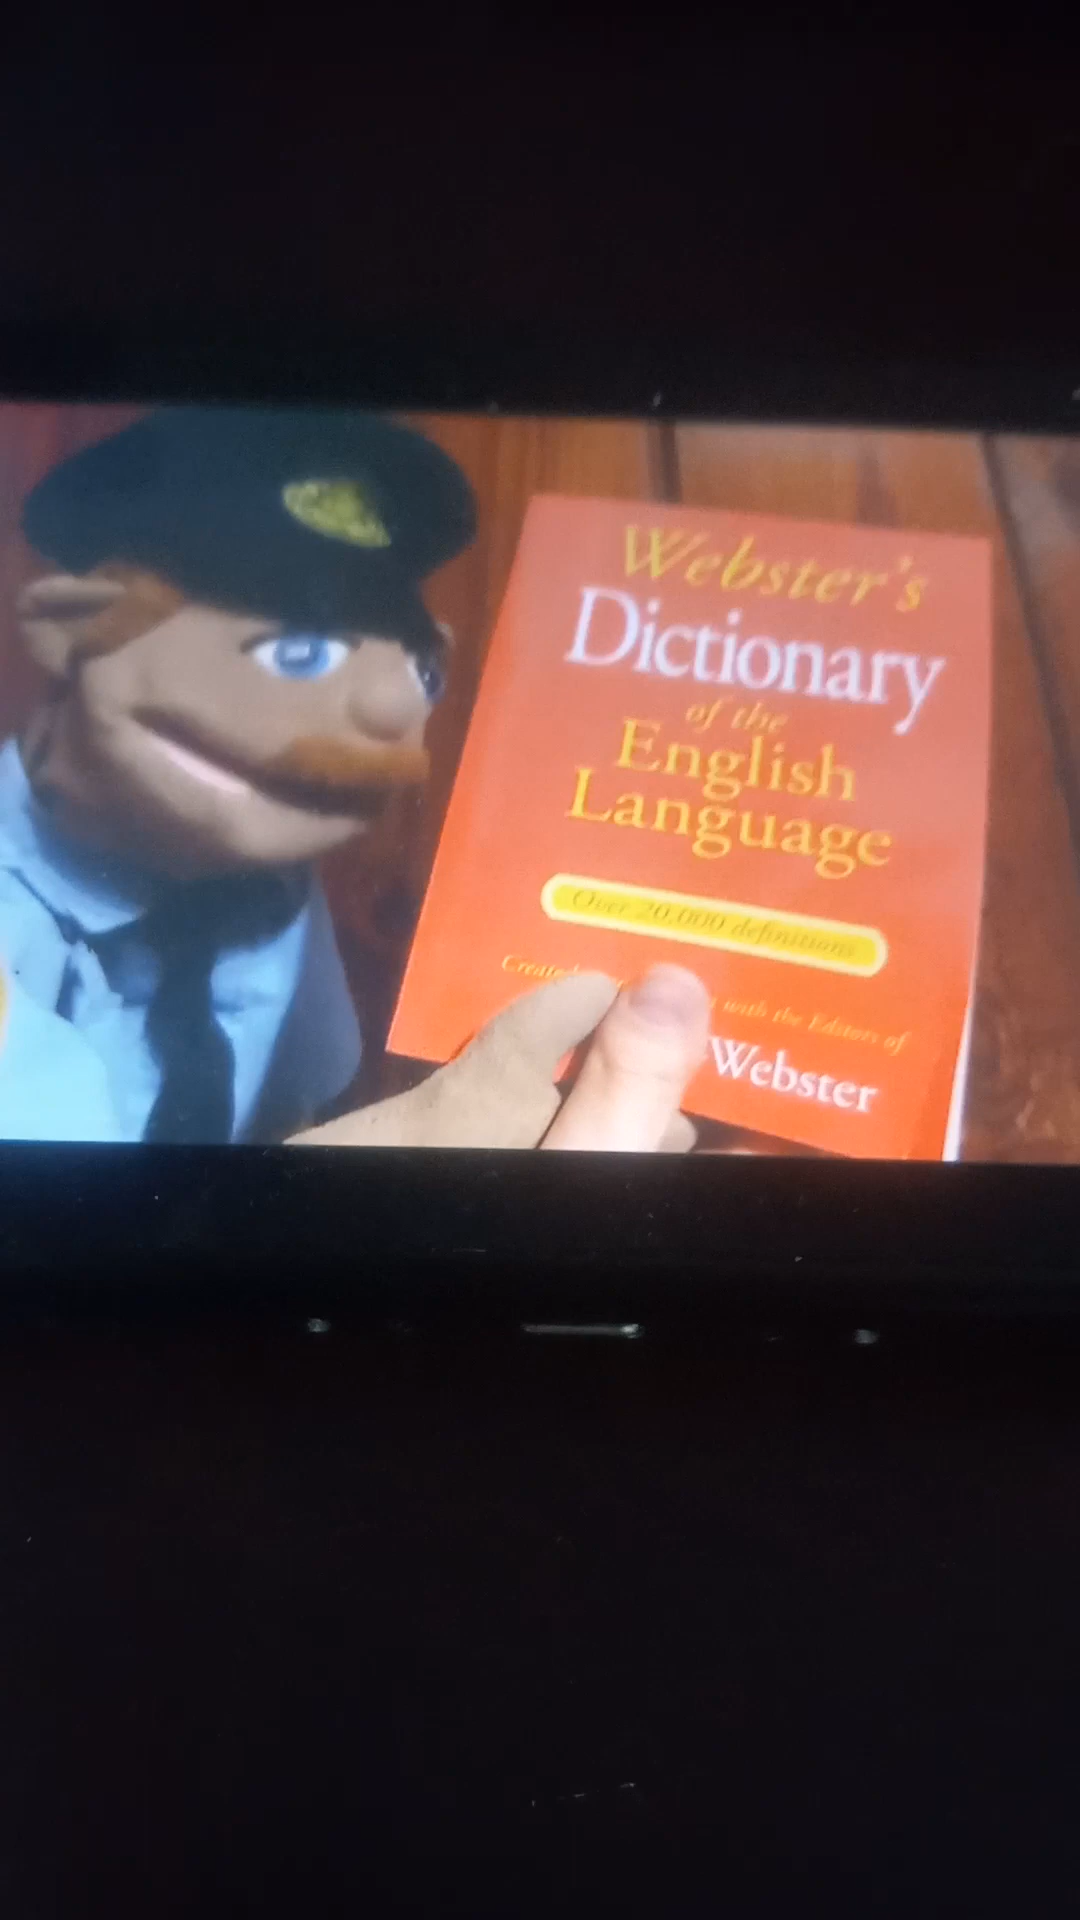 Webster's
Dictionary
of the
English
Language
Over 20,000 definitions
Created with the Editors of
Webster